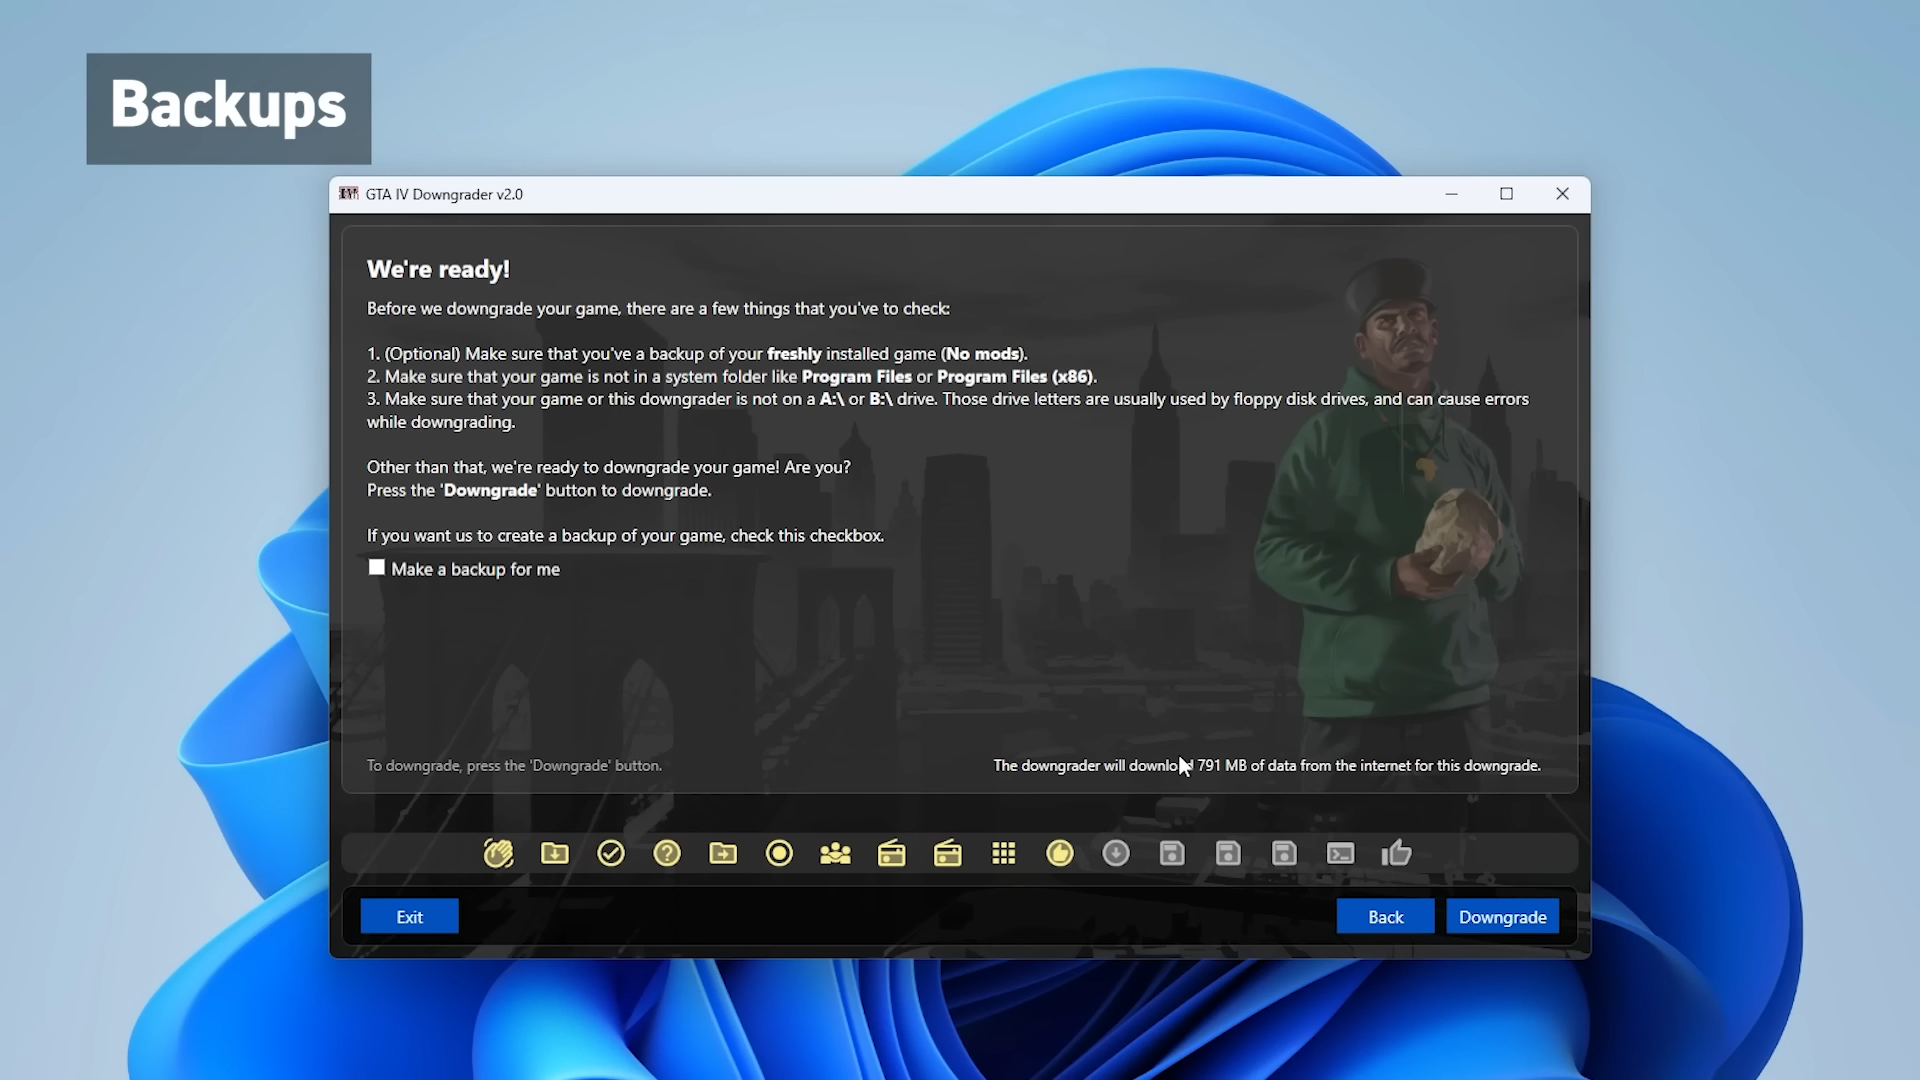 Backups
GTA IV Downgrader v2.0
We're ready!
Before we downgrade your game, there are a few things that you've to check:
1. (Optional) Make sure that you've a backup of your freshly installed game (No mods).
2. Make sure that your game is not in a system folder like Program Files or Program Files (x86).
3. Make sure that your game or this downgrader is not on a A:\ or B:\ drive. Those drive letters are usually used by floppy disk drives, and can cause errors
while downgrading.
Other than that, we're ready to downgrade your game! Are you?
Press the 'Downgrade' button to downgrade.
If you want us to create a backup of your game, check this checkbox.
Make a backup for me
To downgrade, press the 'Downgrade' button.
The downgrader will download 791 MB of data from the internet for this downgrade.
Exit
Back
Downgrade